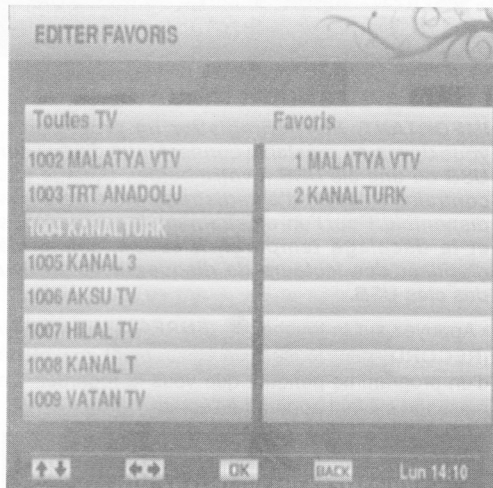 EDITER FAVORIS
Toutes TV
Favoris
1002 MALATYA VTV
1 MALATYA VTV
1003 TRT ANADOLU
2 KANALTURK
1004 KANALTURK
1005 KANAL 3
1006 AKSU TV
1007 HILAL TV
1008 KANAL T
1009 VATAN TV
OK BACK Lun 14:10